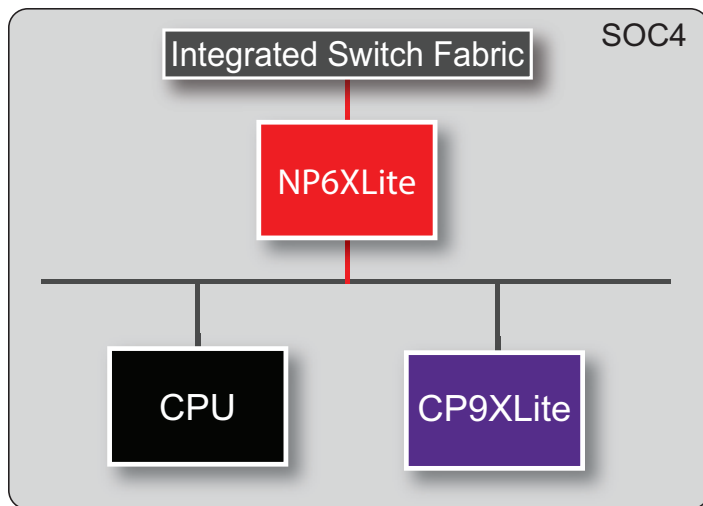 SOC4
Integrated Switch Fabric
NP6XLite
CPU
CP9XLite